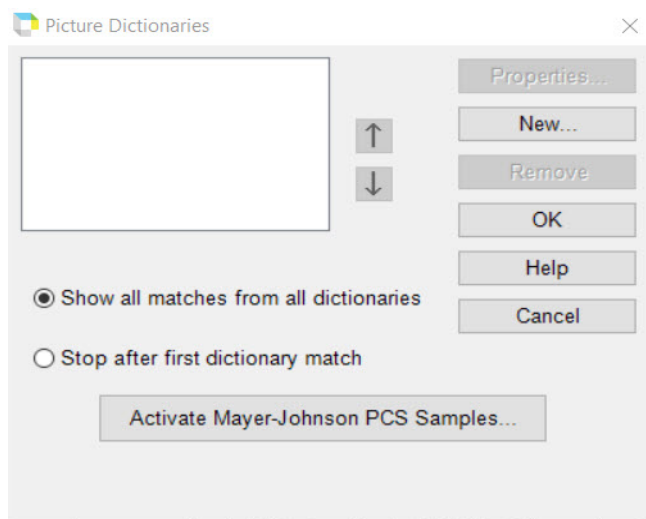 Picture Dictionaries
Properties...
New...
Remove
OK
Help
Cancel
Show all matches from all dictionaries
Stop after first dictionary match
Activate Mayer-Johnson PCS Samples...